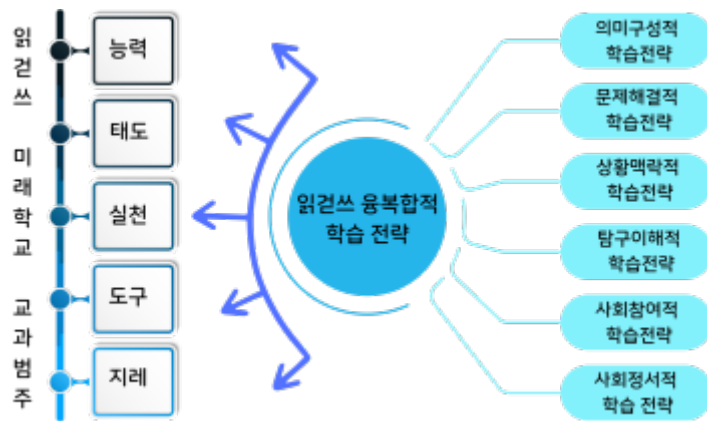 읽걷쓰 미래학교 교과범주
능력
태도
실천
도구
지레
읽걷쓰 융복합적
학습 전략
의미구성적
학습전략
문제해결적
학습전략
상황맥락적
학습전략
탐구이해적
학습전략
사회참여적
학습전략
사회정서적
학습 전략